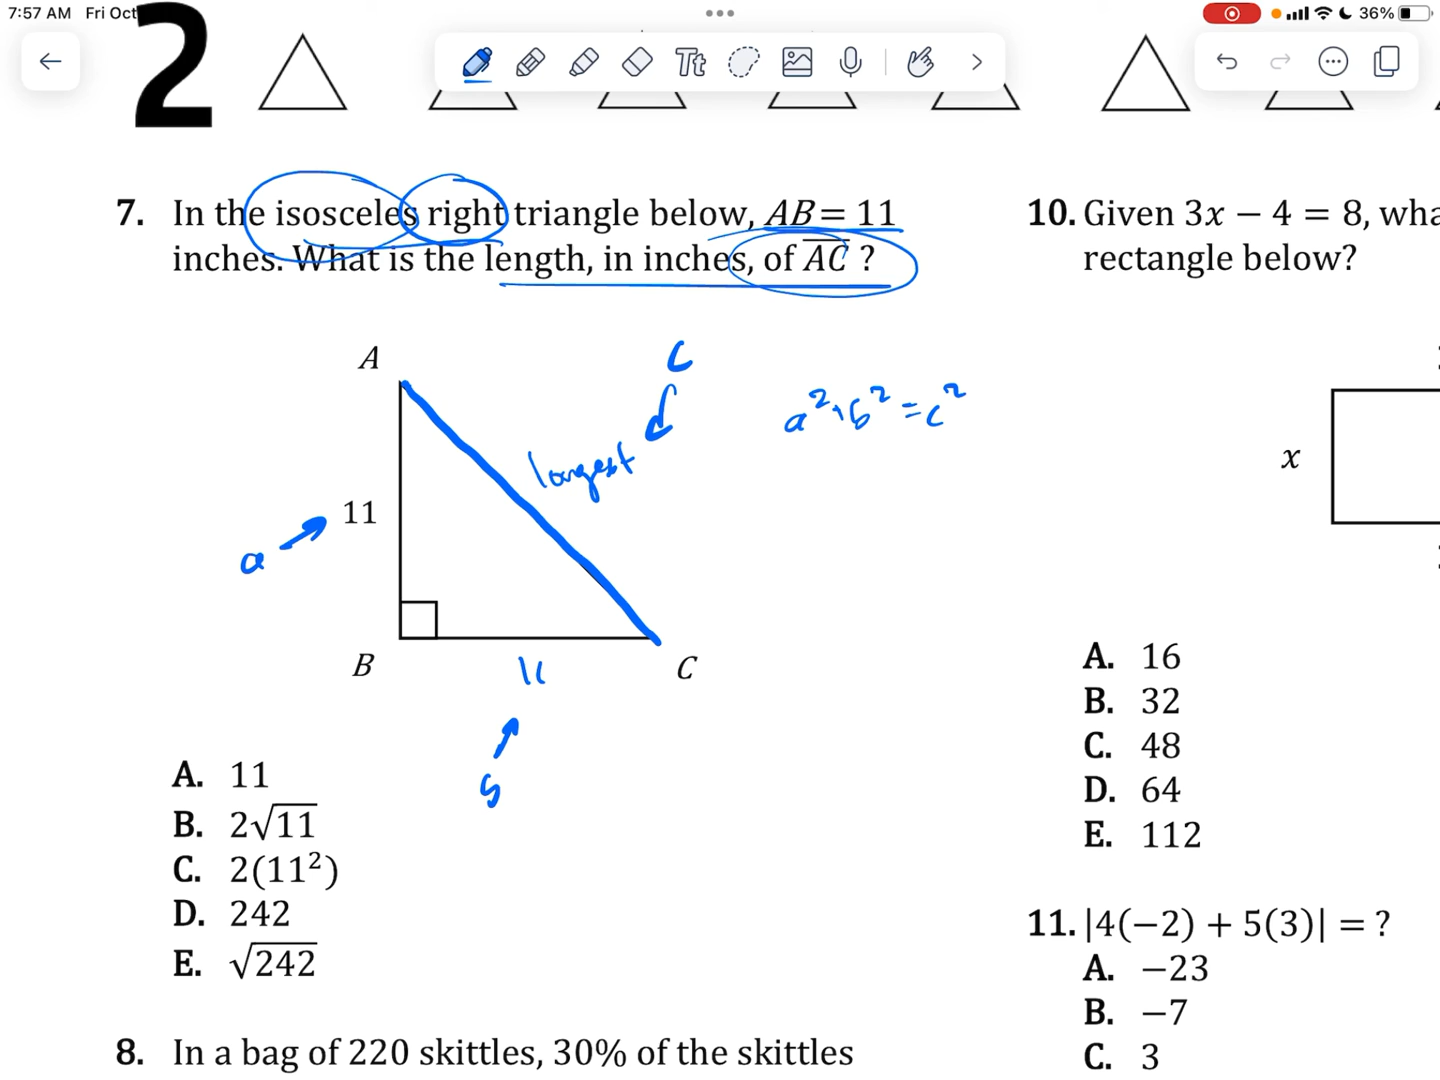 7:57 AM Fri Oct
36%
2
Tt
7. In the isosceles right triangle below, AB = 11
inches. What is the length, in inches, of AC ?
A
C
largest
a² + b² = c²
11
a
B
11
C
b
A. 11
B. 2√11
C. 2(11²)
D. 242
E. √242
8. In a bag of 220 skittles, 30% of the skittles
10. Given 3x − 4 = 8, wha
rectangle below?
x
A. 16
B. 32
C. 48
D. 64
E. 112
11. |4(−2) + 5(3)| = ?
A. −23
B. −7
C. 3